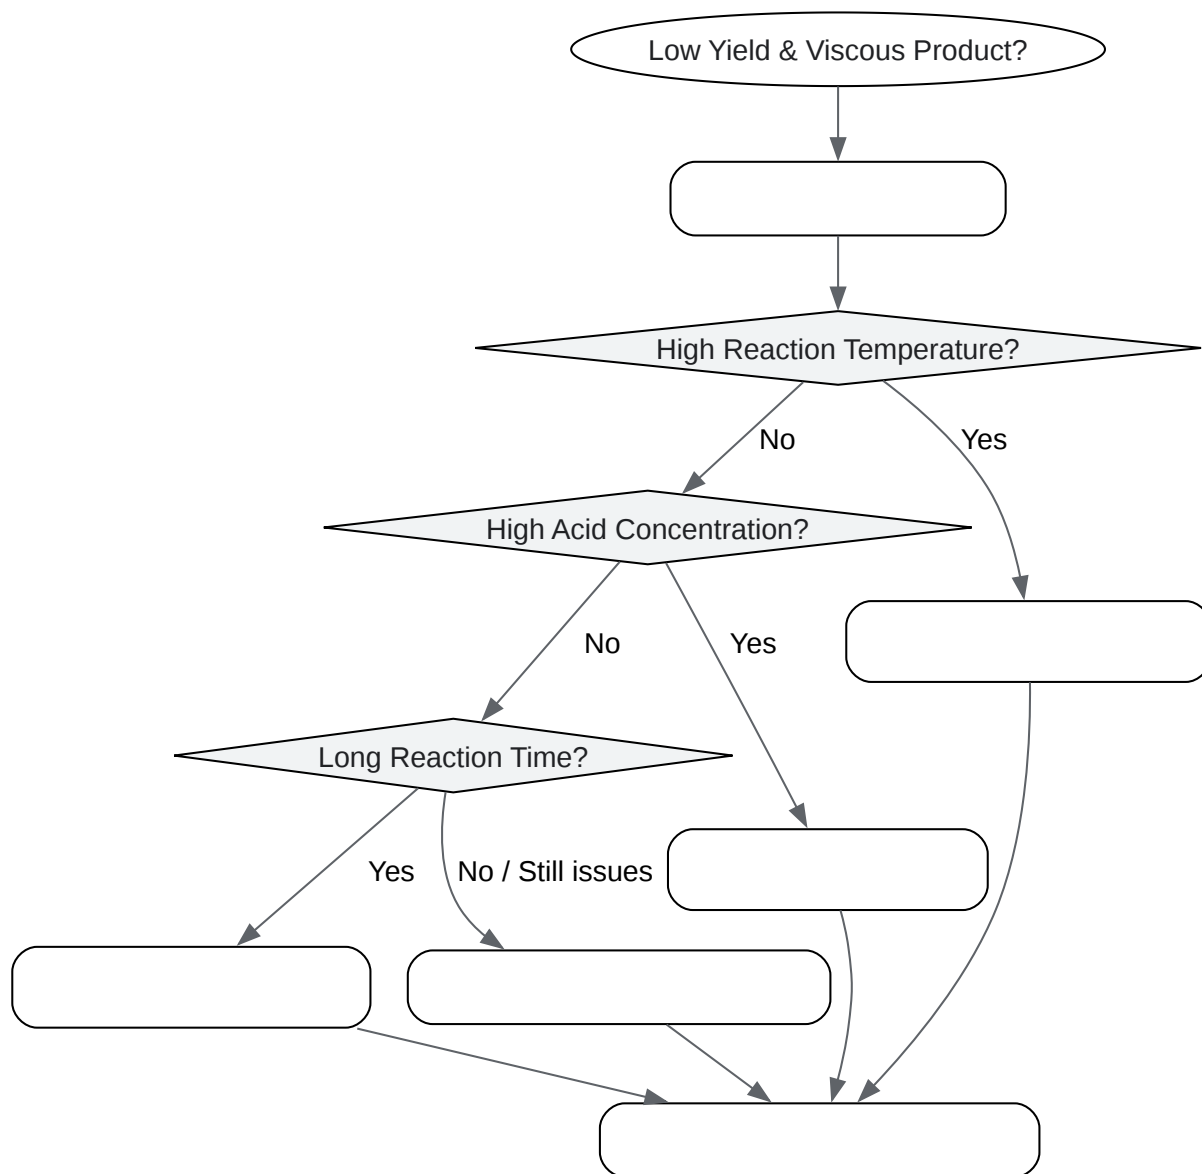 Low Yield & Viscous Product?
High Reaction Temperature?
No
Yes
High Acid Concentration?
No
Yes
Long Reaction Time?
Yes
No / Still issues